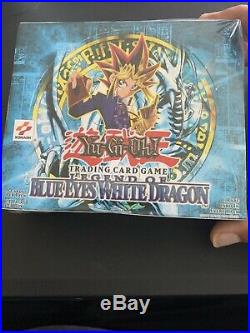 KONAMI
Yu-Gi-Oh!
TRADING CARD GAME
LEGEND OF
BLUE EYES WHITE DRAGON